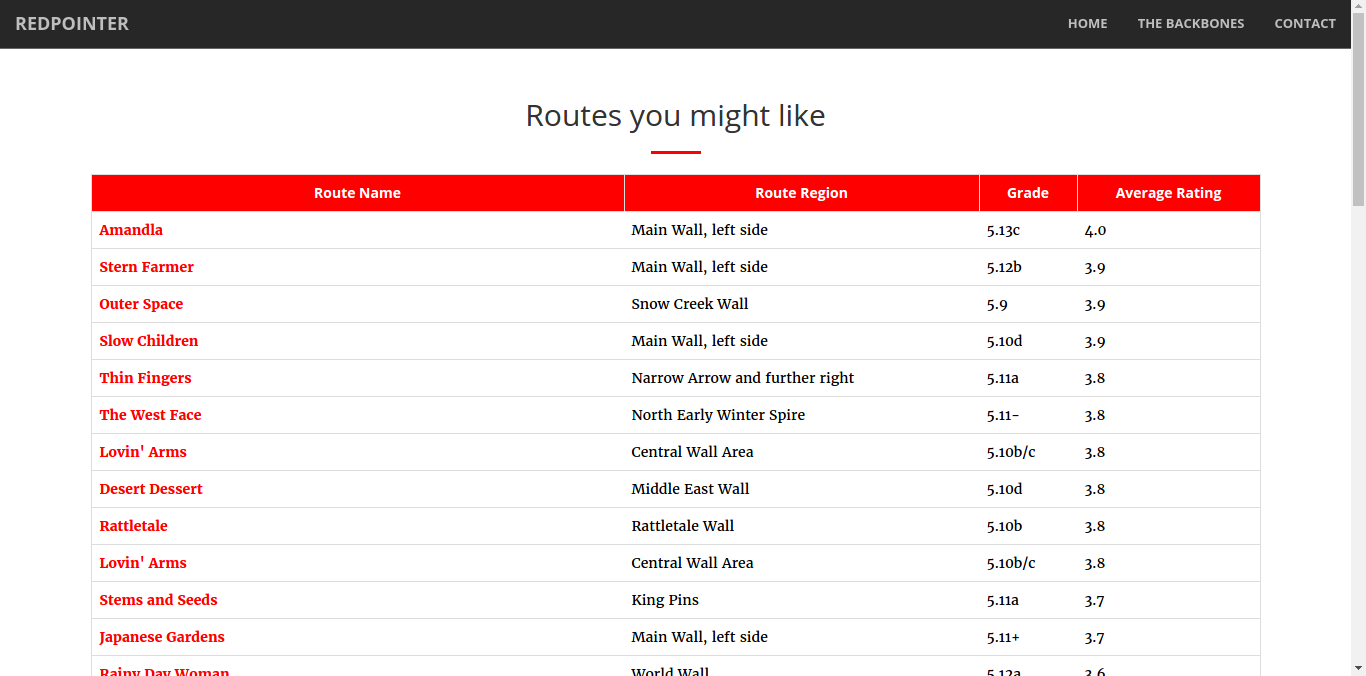 REDPOINTER HOME THE BACKBONES CONTACT
Routes you might like
Route Name Route Region Grade Average Rating
Amandla Main Wall, left side 5.13c 4.0
Stern Farmer Main Wall, left side 5.12b 3.9
Outer Space Snow Creek Wall 5.9 3.9
Slow Children Main Wall, left side 5.10d 3.9
Thin Fingers Narrow Arrow and further right 5.11a 3.8
The West Face North Early Winter Spire 5.11- 3.8
Lovin' Arms Central Wall Area 5.10b/c 3.8
Desert Dessert Middle East Wall 5.10d 3.8
Rattletale Rattletale Wall 5.10b 3.8
Lovin' Arms Central Wall Area 5.10b/c 3.8
Stems and Seeds King Pins 5.11a 3.7
Japanese Gardens Main Wall, left side 5.11+ 3.7
Rainy Day Woman World Wall 5.12a 3.6